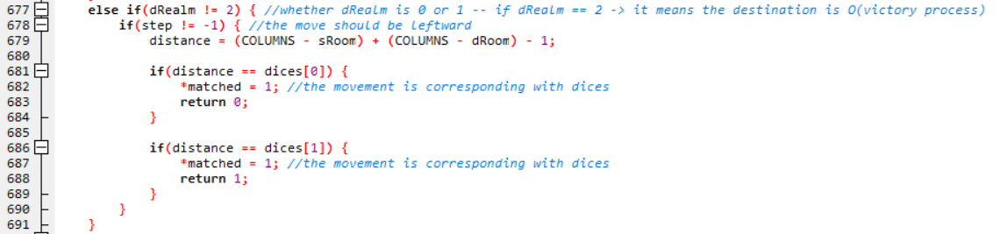 677 else if(dRealm != 2) { //whether dRealm is 0 or 1 -- if dRealm == 2 -> it means the destination is O(victory process)
678 if(step != -1) { //the move should be leftward
679 distance = (COLUMNS - sRoom) + (COLUMNS - dRoom) - 1;
680
681 if(distance == dices[0]) {
682 *matched = 1; //the movement is corresponding with dices
683 return 0;
684 }
685
686 if(distance == dices[1]) {
687 *matched = 1; //the movement is corresponding with dices
688 return 1;
689 }
690 }
691 }